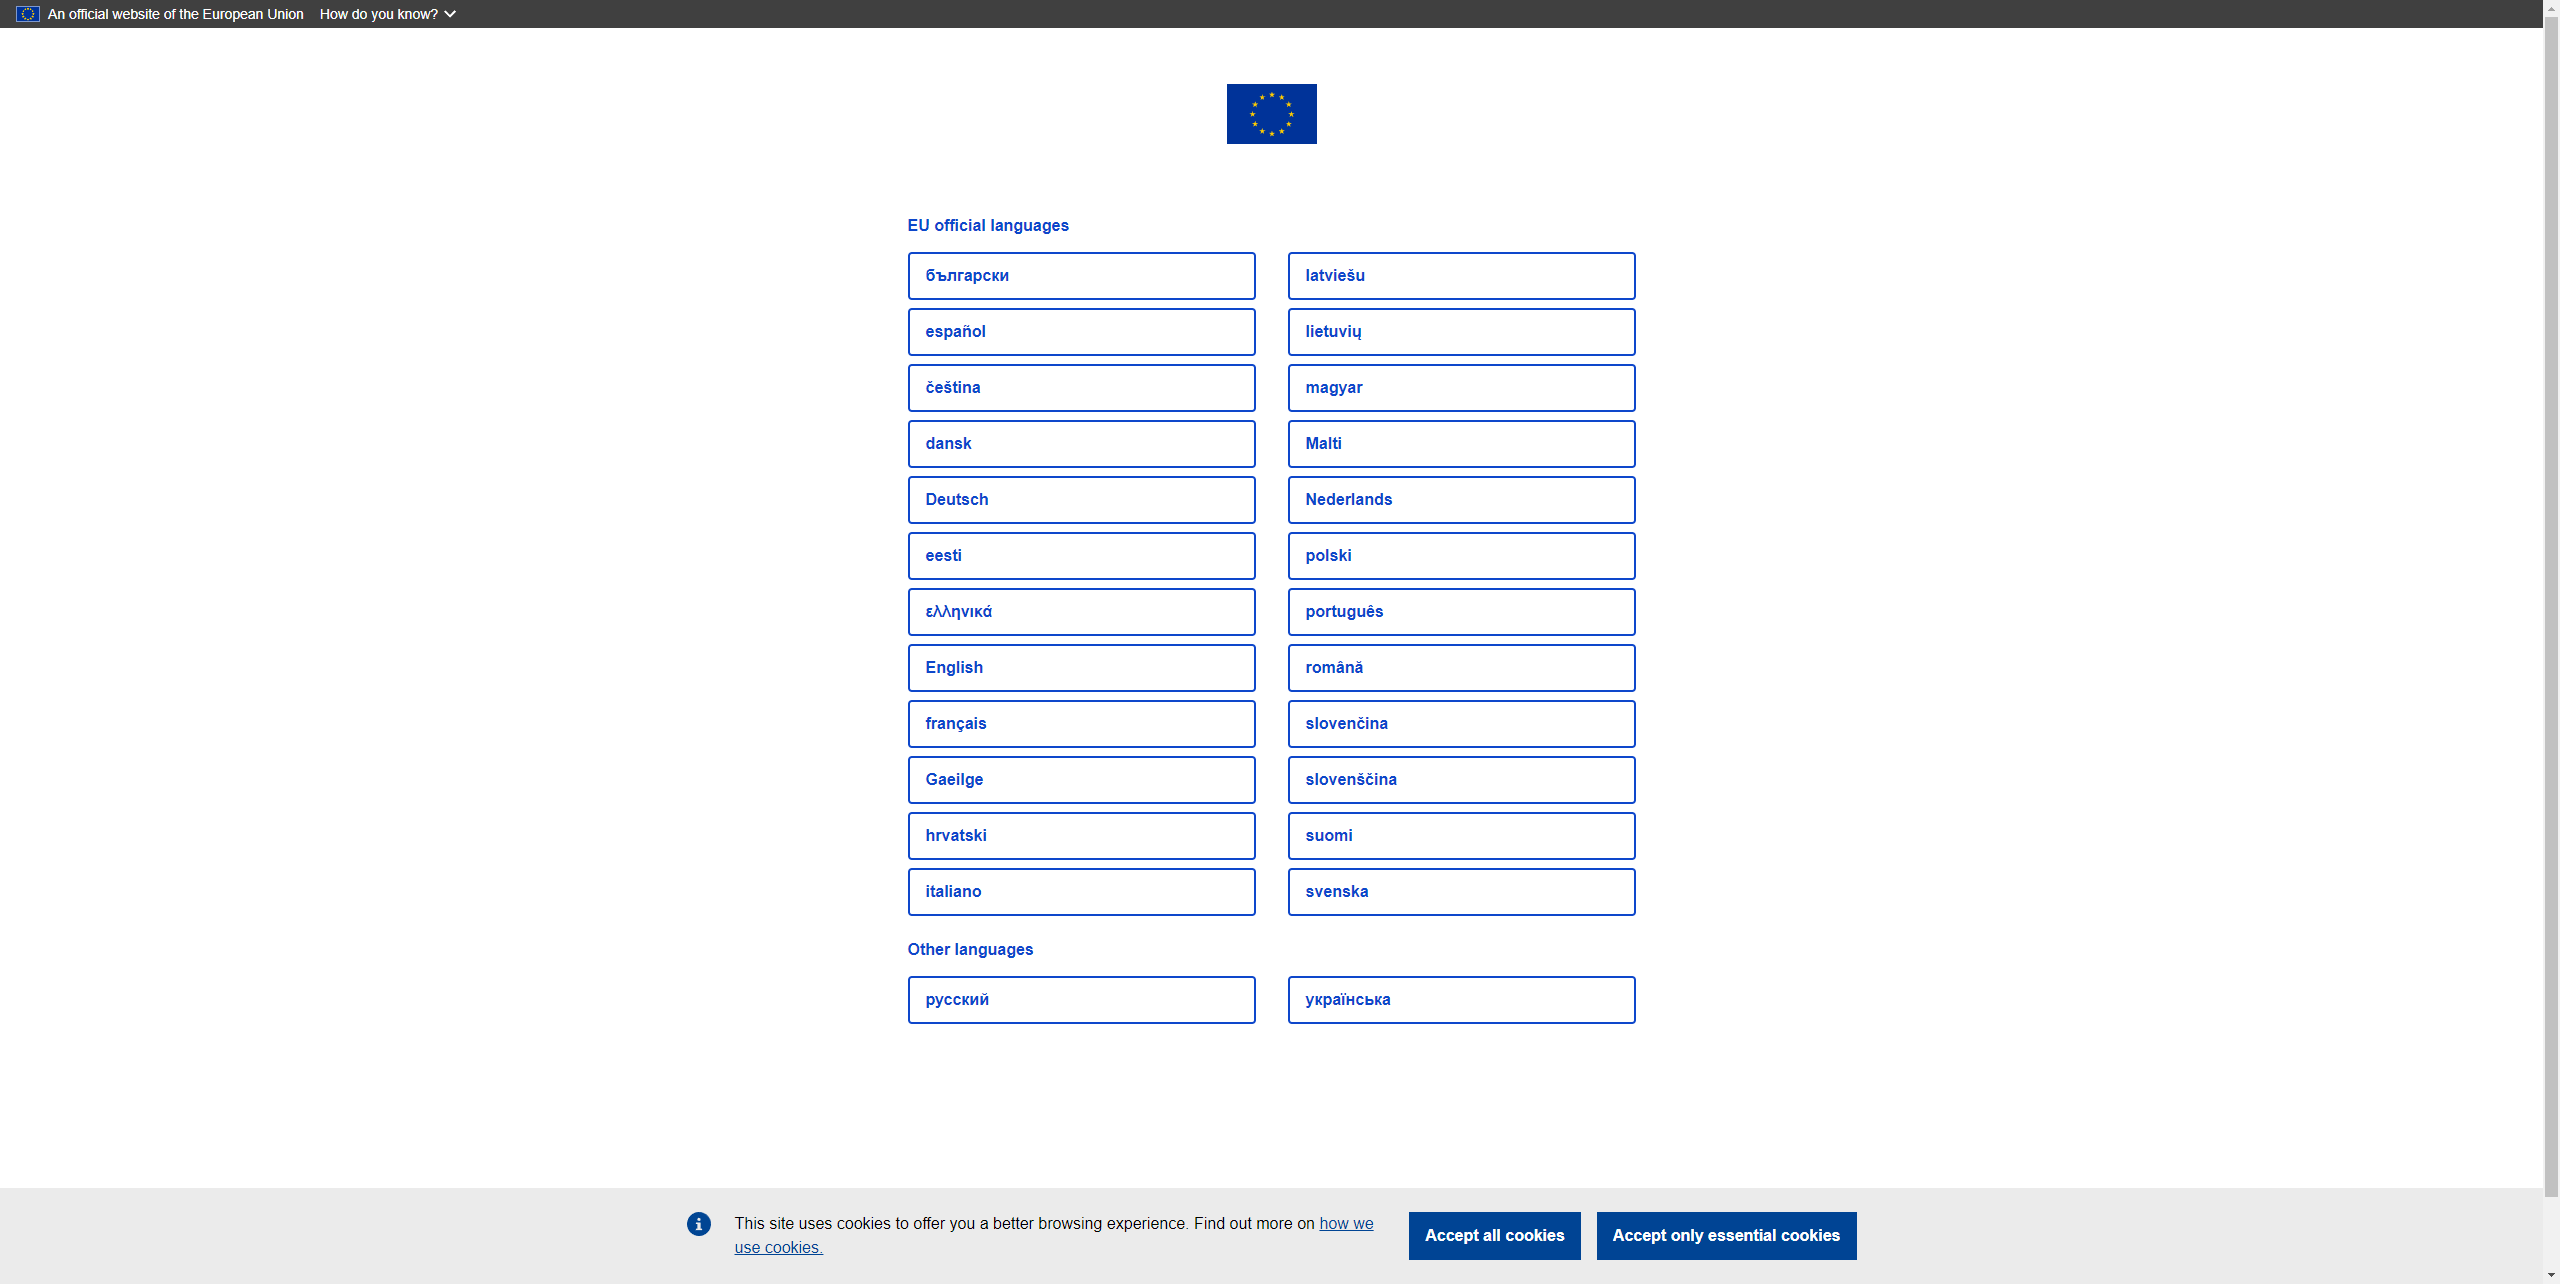 An official website of the European Union How do you know?
EU official languages
български
español
čeština
dansk
Deutsch
eesti
ελληνικά
English
français
Gaeilge
hrvatski
italiano
latviešu
lietuvių
magyar
Malti
Nederlands
polski
português
română
slovenčina
slovenščina
suomi
svenska
Other languages
русский
українська
This site uses cookies to offer you a better browsing experience. Find out more on how we
use cookies.
Accept all cookies
Accept only essential cookies